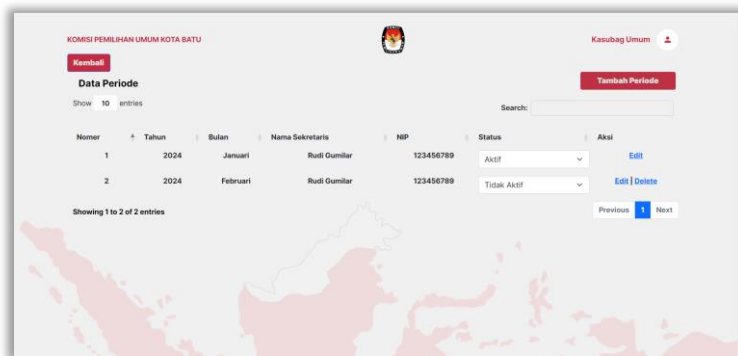 KOMISI PEMILIHAN UMUM KOTA BATU
Kasubag Umum
Kembali
Data Periode
Tambah Periode
Show 10 entries
Search:
Nomer Tahun Bulan Nama Sekretaris NIP Status Aksi
1 2024 Januari Rudi Gumilar 123456789 Aktif Edit
2 2024 Februari Rudi Gumilar 123456789 Tidak Aktif Edit | Delete
Showing 1 to 2 of 2 entries
Previous 1 Next